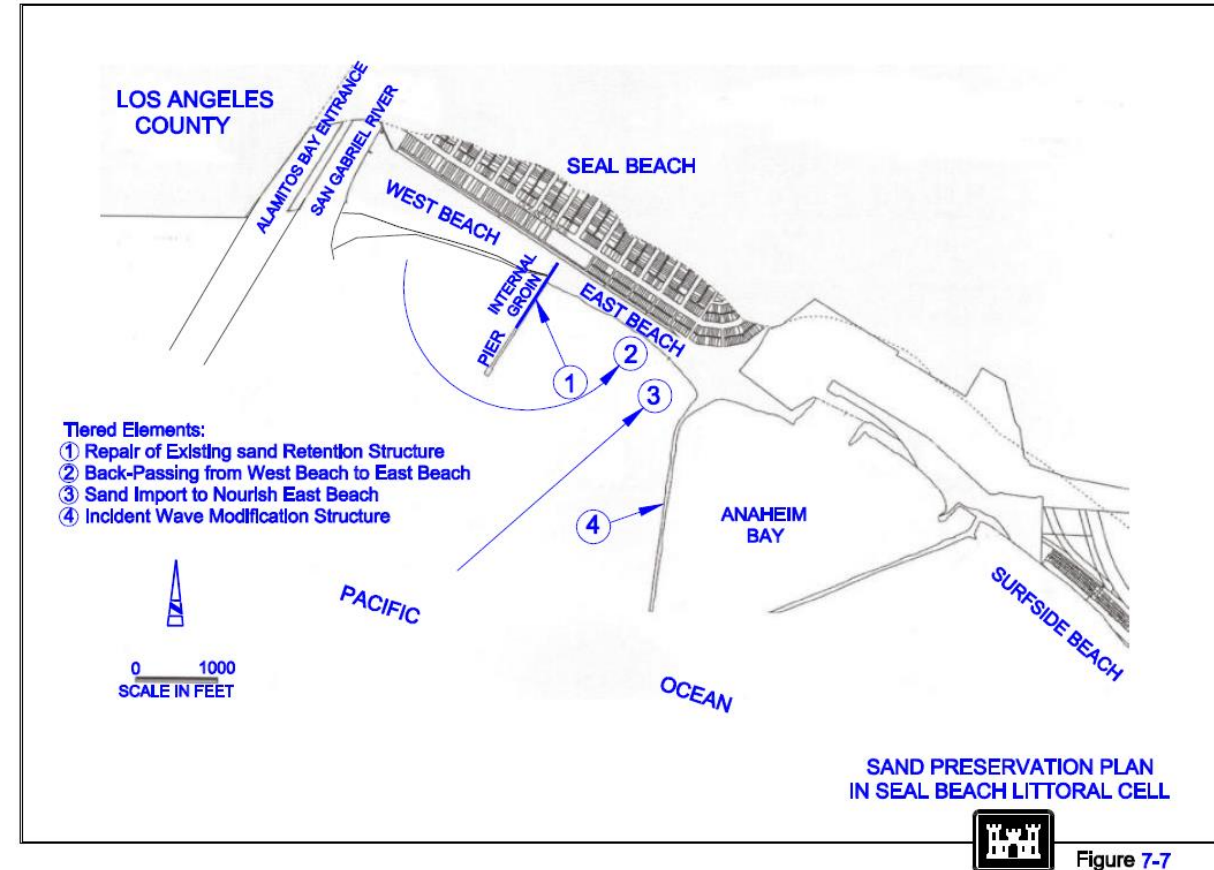 LOS ANGELES
COUNTY
ALAMITOS BAY ENTRANCE
SAN GABRIEL RIVER
SEAL BEACH
WEST BEACH
INTERNAL
GROIN
PIER
EAST BEACH
2
1
3
Tiered Elements:
1 Repair of Existing sand Retention Structure
2 Back-Passing from West Beach to East Beach
3 Sand Import to Nourish East Beach
4 Incident Wave Modification Structure
4
ANAHEIM
BAY
SURFSIDE BEACH
PACIFIC
OCEAN
0 1000
SCALE IN FEET
SAND PRESERVATION PLAN
IN SEAL BEACH LITTORAL CELL
Figure 7-7